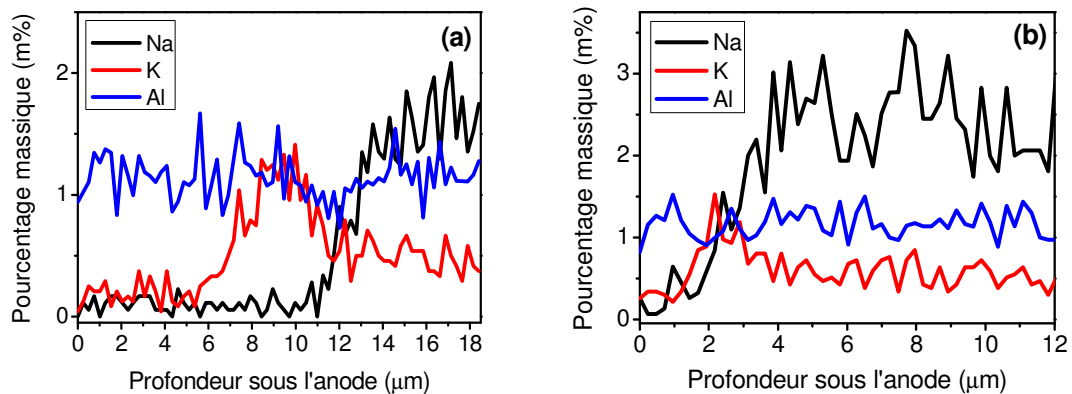 Pourcentage massique (m%)
2
1
0
Na
K
Al
(a)
0 2 4 6 8 10 12 14 16 18
Profondeur sous l'anode (μm)
Pourcentage massique (m%)
3
2
1
0
Na
K
Al
(b)
0 2 4 6 8 10 12
Profondeur sous l'anode (μm)